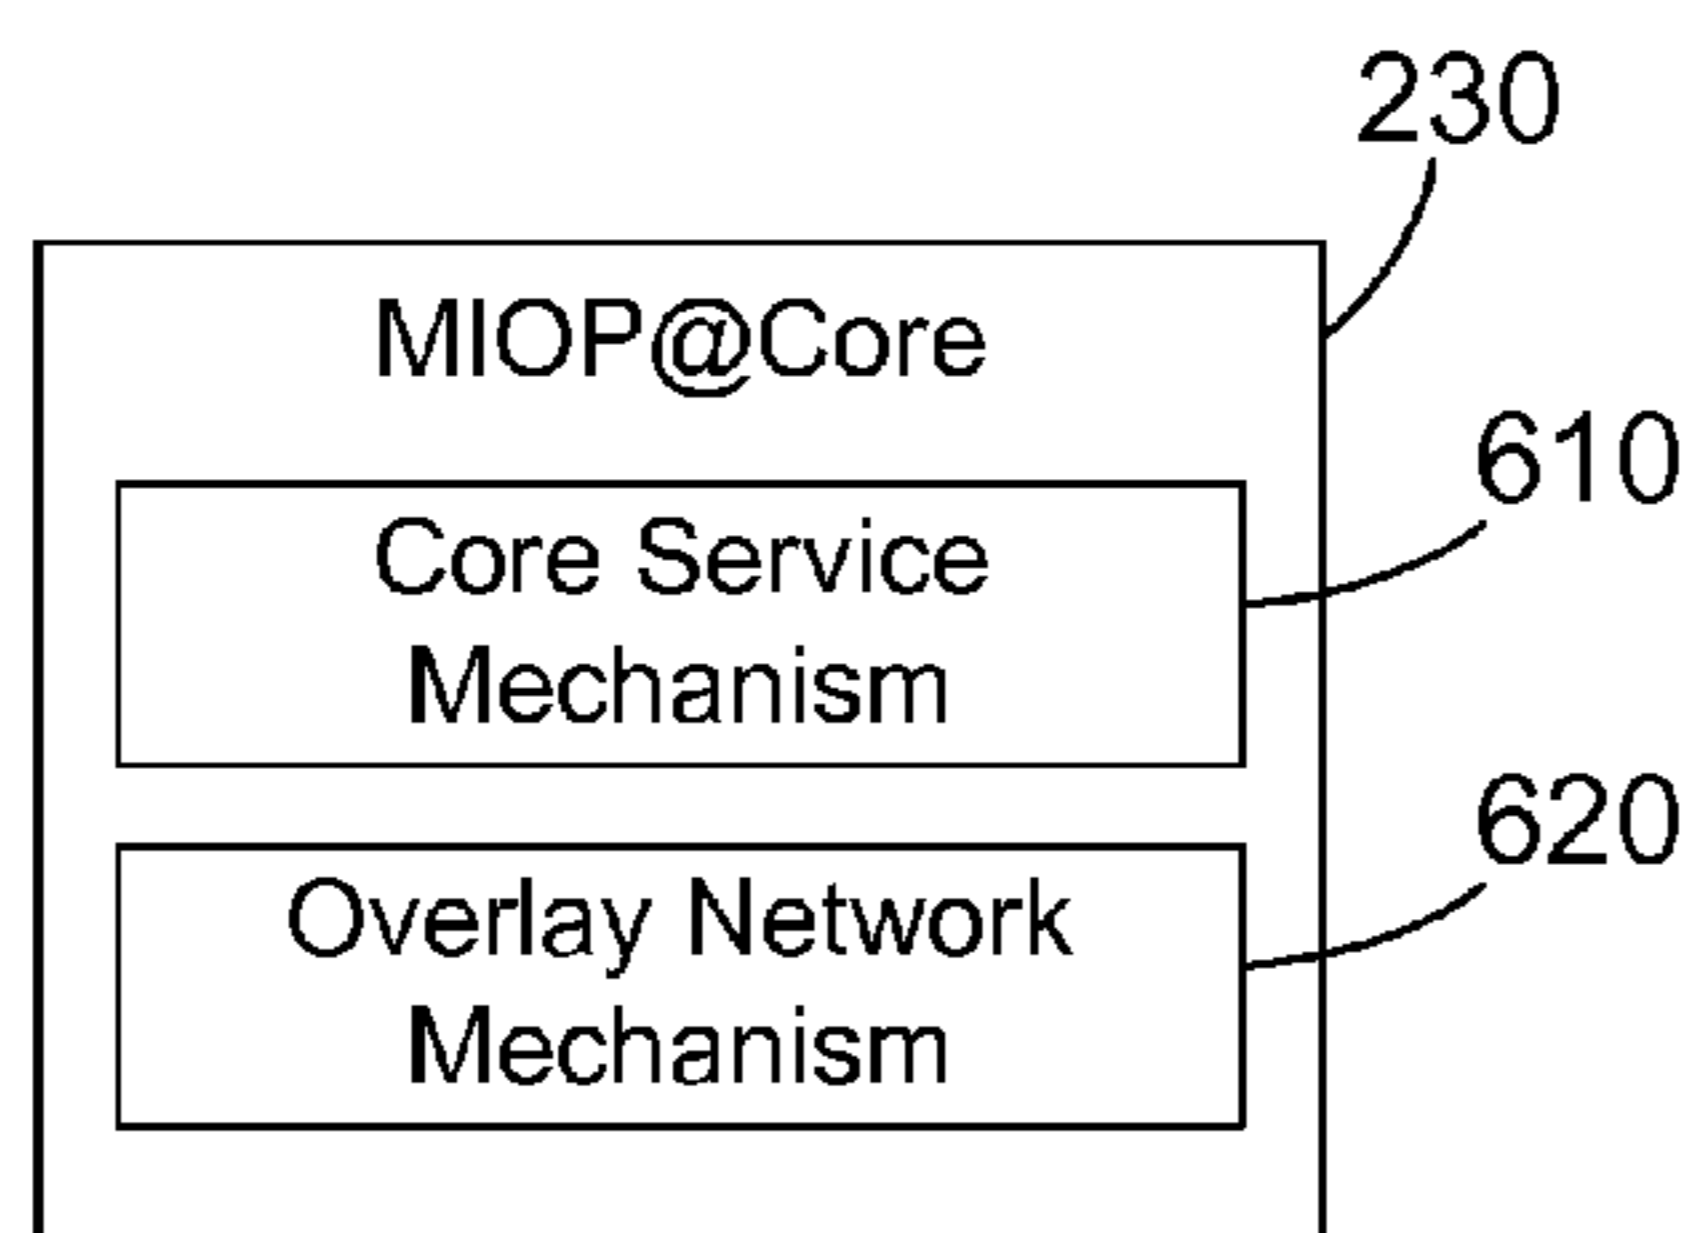 230
MIOP@Core
610
Core Service
Mechanism
620
Overlay Network
Mechanism